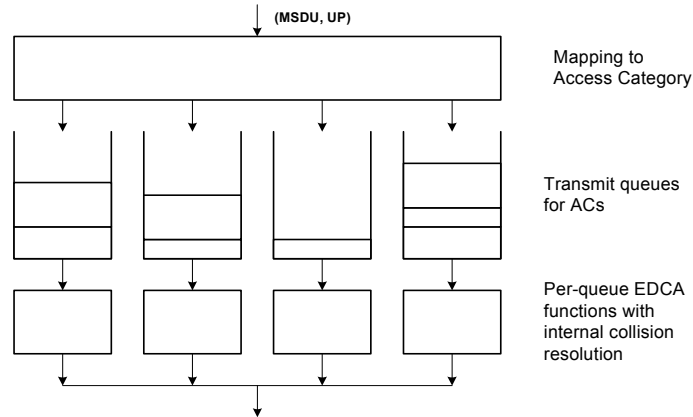 (MSDU, UP)
Mapping to
Access Category
Transmit queues
for ACs
Per-queue EDCA
functions with
internal collision
resolution